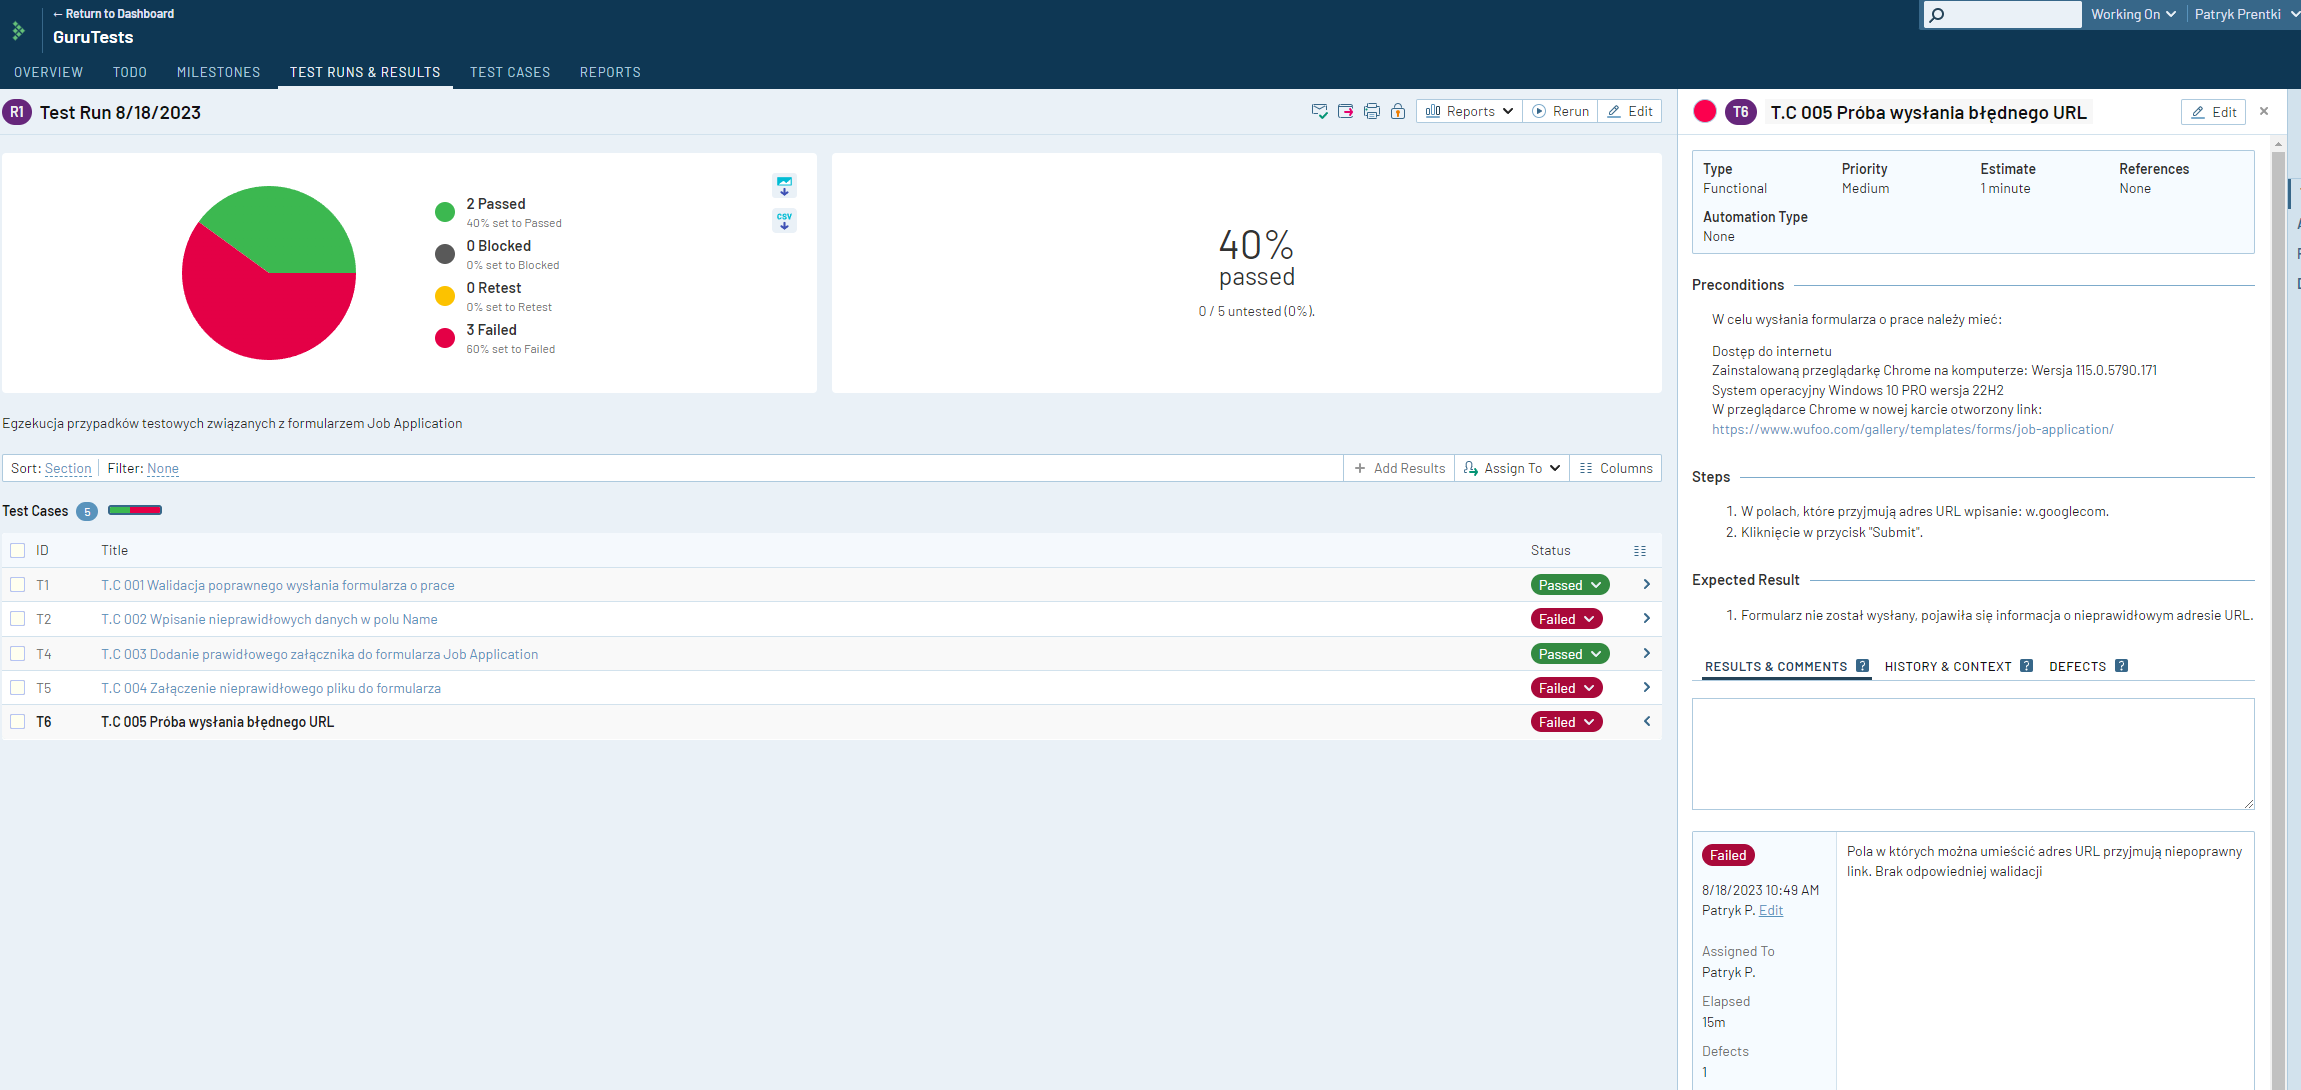 ← Return to Dashboard
GuruTests
Working On
Patryk Prentki
OVERVIEW TODO MILESTONES TEST RUNS & RESULTS TEST CASES REPORTS
R1 Test Run 8/18/2023
Reports Rerun Edit
2 Passed
40% set to Passed
0 Blocked
0% set to Blocked
0 Retest
0% set to Retest
3 Failed
60% set to Failed
CSV
40%
passed
0 / 5 untested (0%).
Egzekucja przypadków testowych związanych z formularzem Job Application
Sort: Section Filter: None
+ Add Results Assign To Columns
Test Cases 5
ID Title Status
T1 T.C 001 Walidacja poprawnego wysłania formularza o prace Passed
T2 T.C 002 Wpisanie nieprawidłowych danych w polu Name Failed
T4 T.C 003 Dodanie prawidłowego załącznika do formularza Job Application Passed
T5 T.C 004 Załączenie nieprawidłowego pliku do formularza Failed
T6 T.C 005 Próba wysłania błędnego URL Failed
T6 T.C 005 Próba wysłania błędnego URL
Edit ×
Type Priority Estimate References
Functional Medium 1 minute None
Automation Type
None
Preconditions
W celu wysłania formularza o prace należy mieć:
Dostęp do internetu
Zainstalowaną przeglądarkę Chrome na komputerze: Wersja 115.0.5790.171
System operacyjny Windows 10 PRO wersja 22H2
W przeglądarce Chrome w nowej karcie otworzony link:
https://www.wufoo.com/gallery/templates/forms/job-application/
Steps
1. W polach, które przyjmują adres URL wpisanie: w.googlecom.
2. Kliknięcie w przycisk "Submit".
Expected Result
1. Formularz nie został wysłany, pojawiła się informacja o nieprawidłowym adresie URL.
RESULTS & COMMENTS ? HISTORY & CONTEXT ? DEFECTS ?
Failed
8/18/2023 10:49 AM
Patryk P. Edit
Assigned To
Patryk P.
Elapsed
15m
Defects
1
Pola w których można umieścić adres URL przyjmują niepoprawny
link. Brak odpowiedniej walidacji